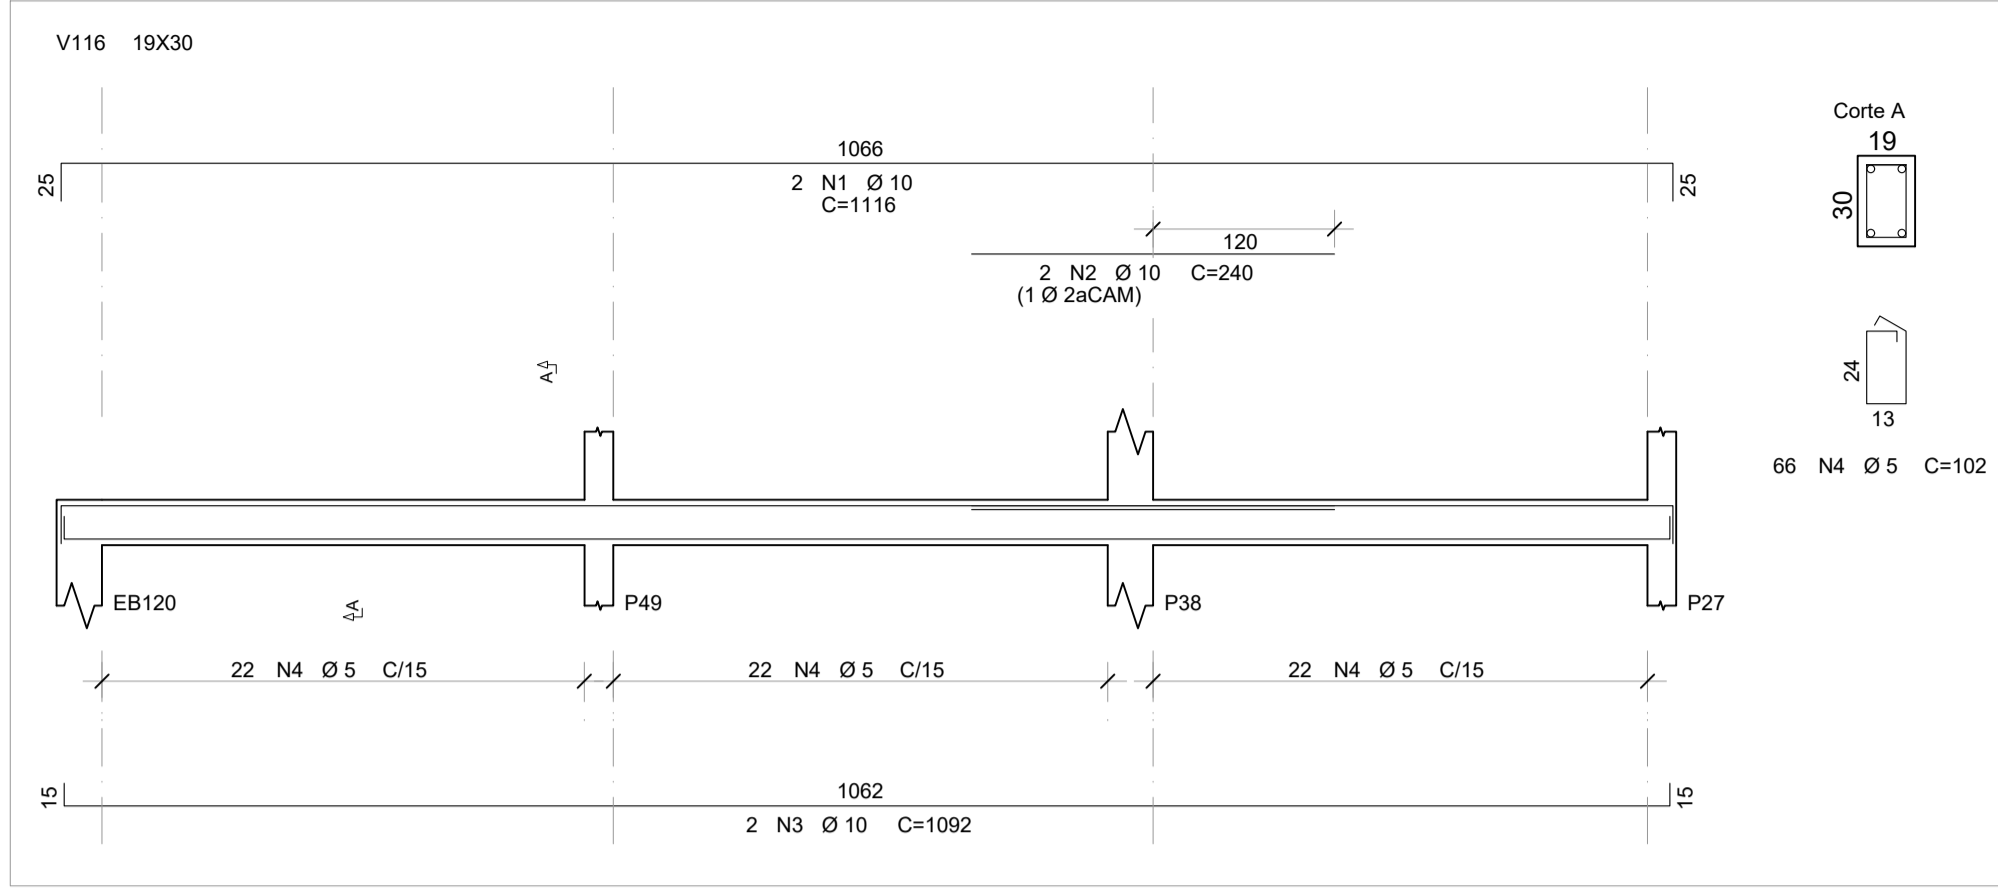 V116 19X30
Corte A
19
30
1066
25
25
2 N1 Ø 10
C=1116
120
2 N2 Ø 10 C=240
(1 Ø 2aCAM)
A
24
13
66 N4 Ø 5 C=102
EB120
A
P49
P38
P27
22 N4 Ø 5 C/15
22 N4 Ø 5 C/15
22 N4 Ø 5 C/15
1062
15
15
2 N3 Ø 10 C=1092